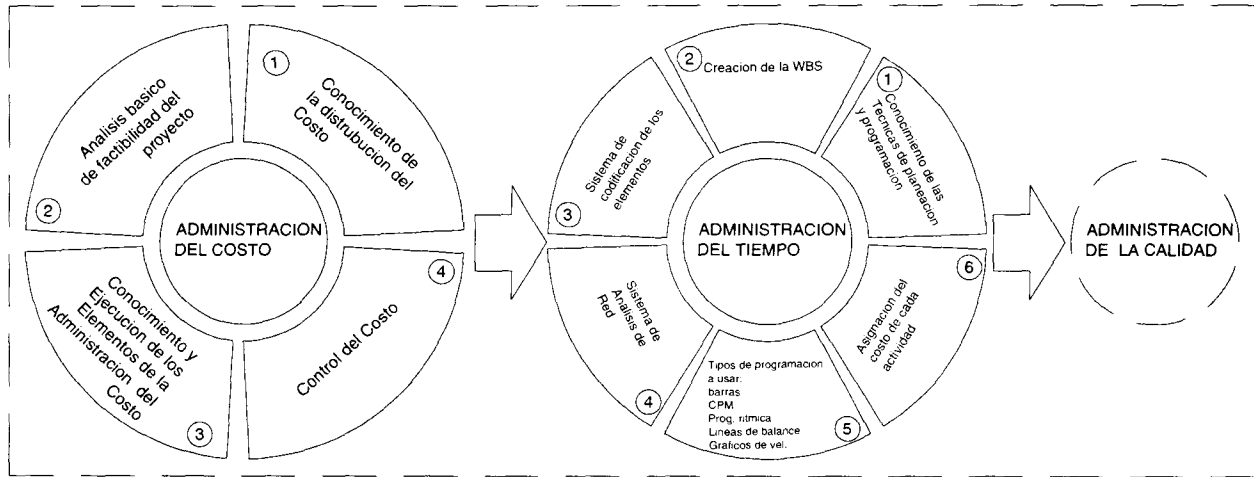 1
Conocimiento de
la distrubucion del
Costo
2
Analisis basico
de factibilidad del
proyecto
3
Conocimiento y
Ejecucion de los
Elementos de la
Administracion del
Costo
4
Control del Costo
ADMINISTRACION
DEL COSTO
1
Conocimiento de las
Tecnicas de planeacion
y programacion
2
Creacion de la WBS
3
Sistema de
codificacion de los
elementos
4
Sistema de
Analisis de
Red
5
Tipos de programacion
a usar:
barras
CPM
Prog. ritmica
Lineas de balance
Graficos de vel.
6
Asignacion del
costo de cada
actividad
ADMINISTRACION
DEL TIEMPO
ADMINISTRACION
DE LA CALIDAD